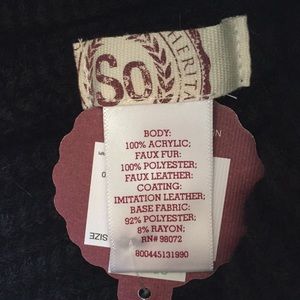 So
HERITA
BODY:
100% ACRYLIC;
FAUX FUR:
100% POLYESTER;
FAUX LEATHER:
COATING:
IMITATION LEATHER;
BASE FABRIC:
92% POLYESTER;
8% RAYON;
RN# 98072
800445131990
SIZE